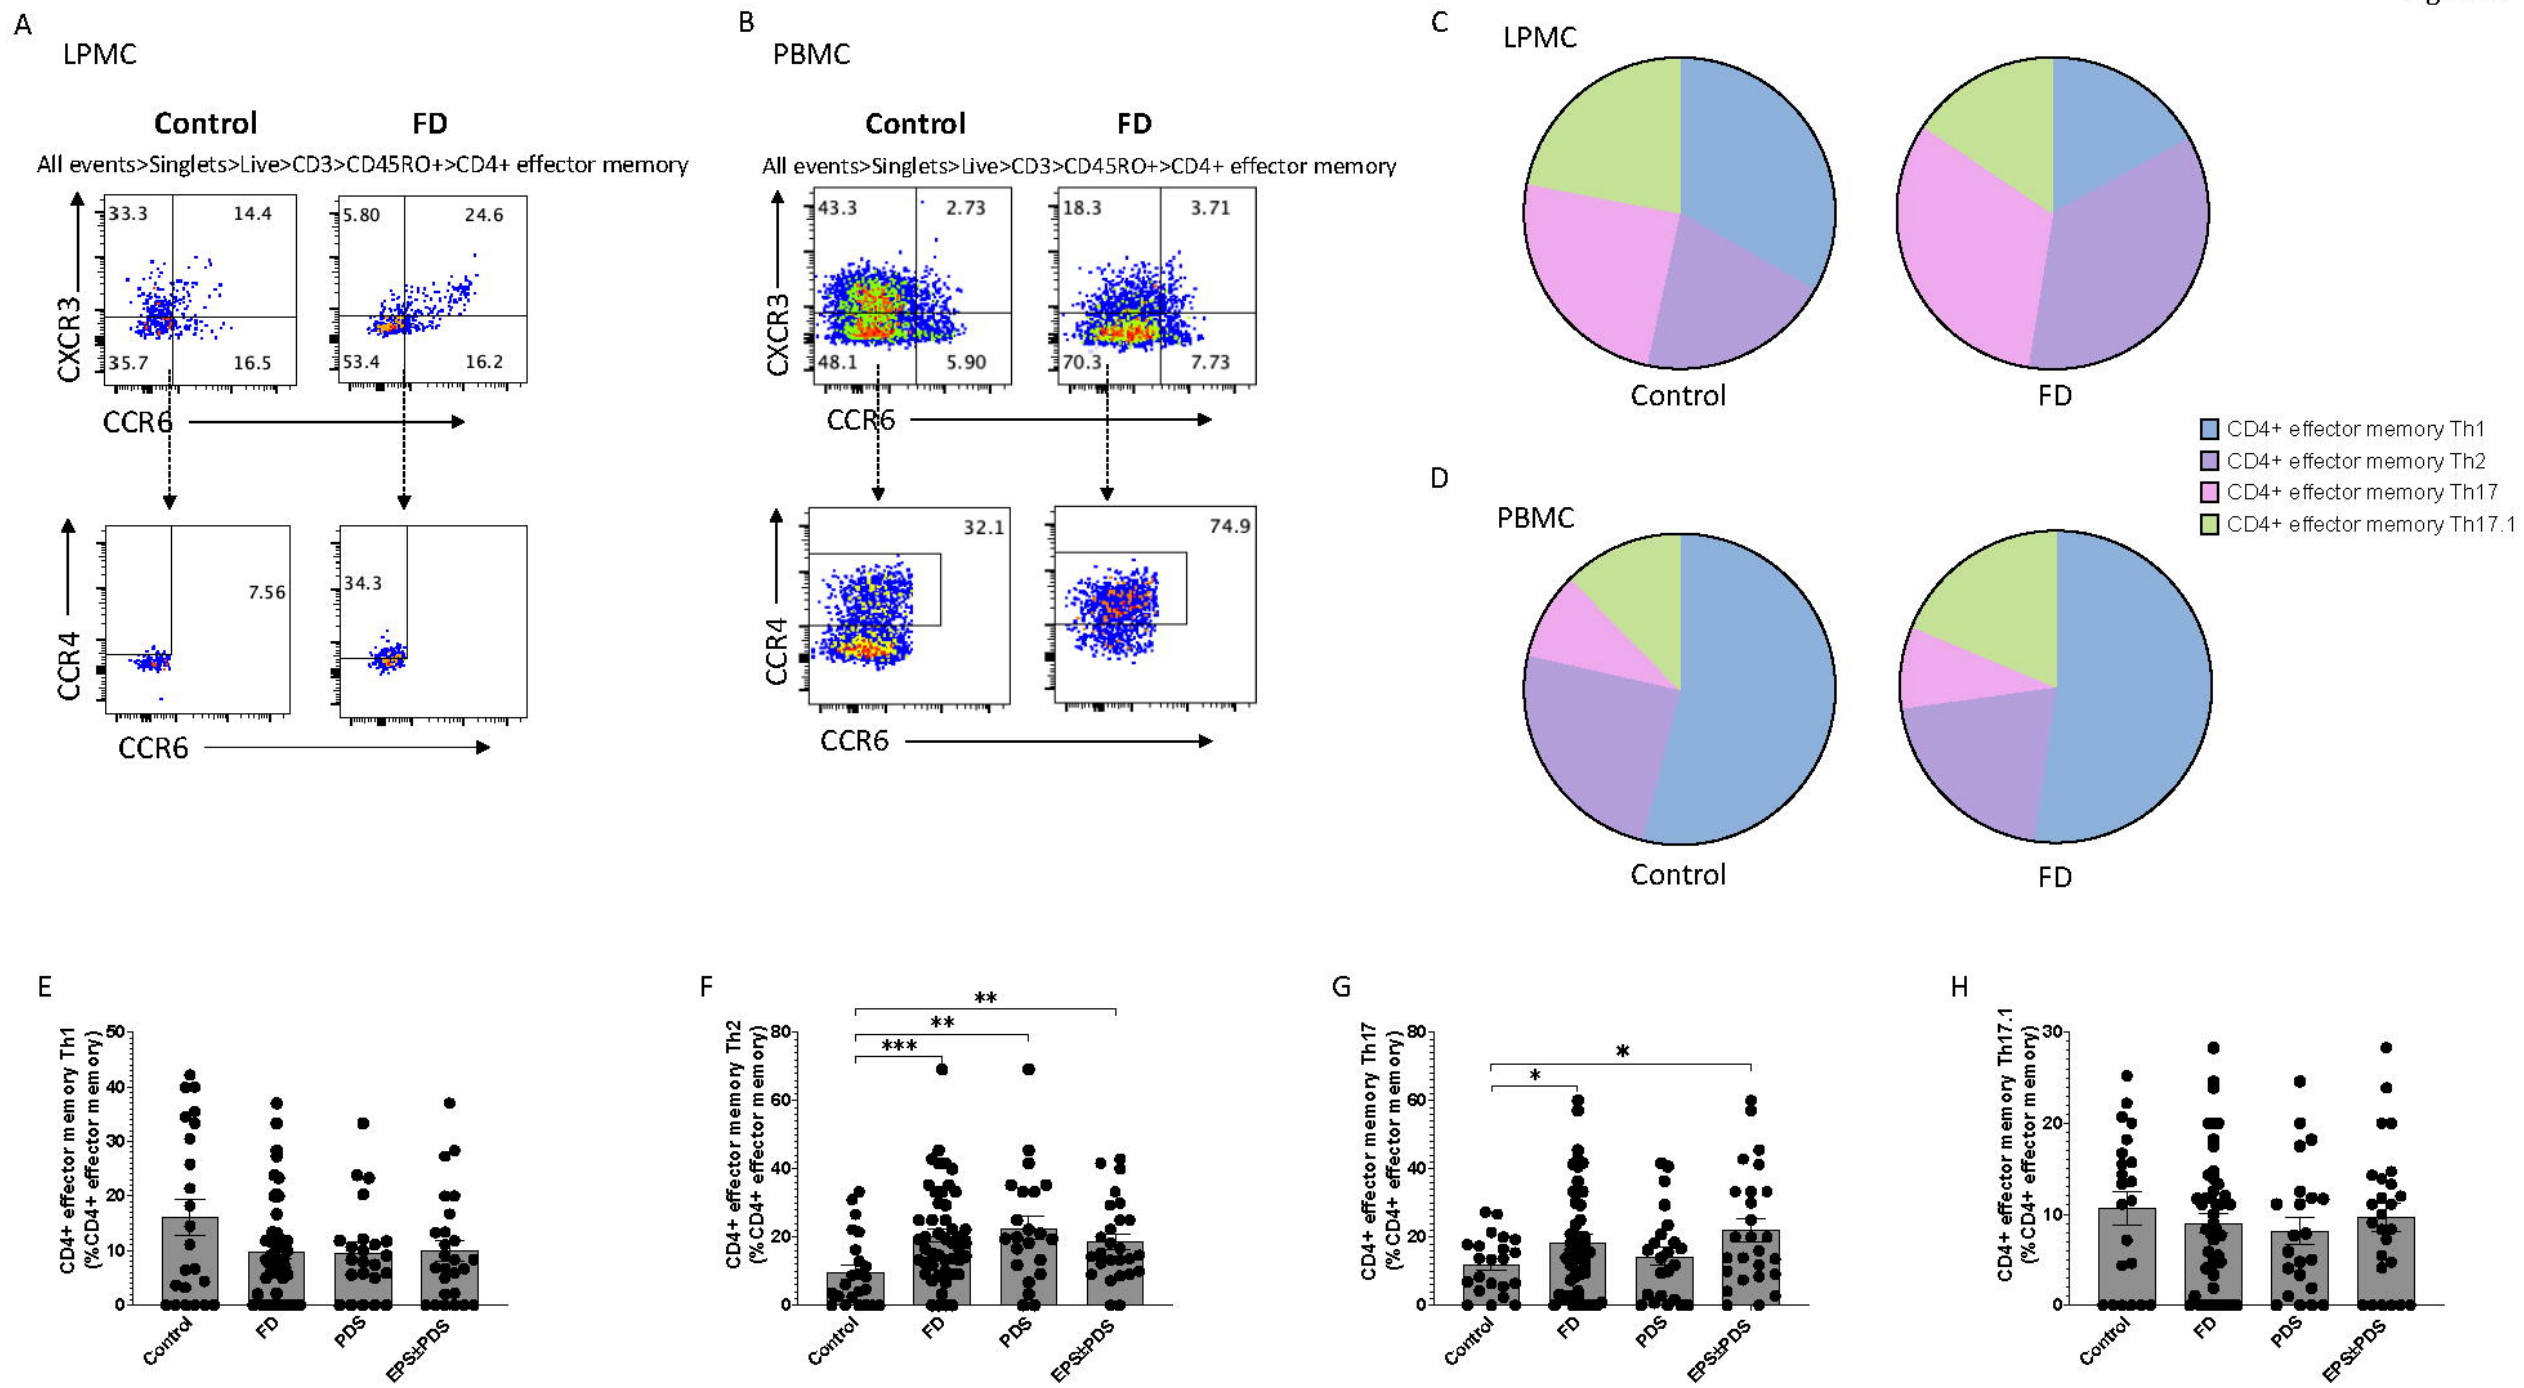 A
LPMC
Control
FD
All events>Singlets>Live>CD3>CD45RO+>CD4+ effector memory
CXCR3
33.3
14.4
35.7
16.5
5.80
24.6
53.4
16.2
CCR6
CCR4
7.56
34.3
CCR6
B
PBMC
Control
FD
All events>Singlets>Live>CD3>CD45RO+>CD4+ effector memory
CXCR3
43.3
2.73
48.1
5.90
18.3
3.71
70.3
7.73
CCR6
CCR4
32.1
74.9
CCR6
C
LPMC
Control
FD
CD4+ effector memory Th1
CD4+ effector memory Th2
CD4+ effector memory Th17
CD4+ effector memory Th17.1
D
PBMC
Control
FD
E
CD4+ effector memory Th1
(%CD4+ effector memory)
50
40
30
20
10
0
Control
FD
PDS
EPS±PDS
F
CD4+ effector memory Th2
(%CD4+ effector memory)
80
60
40
20
0
**
**
***
Control
FD
PDS
EPS±PDS
G
CD4+ effector memory Th17
(%CD4+ effector memory)
80
60
40
20
0
*
*
Control
FD
PDS
EPS±PDS
H
CD4+ effector memory Th17.1
(%CD4+ effector memory)
30
20
10
0
Control
FD
PDS
EPS±PDS